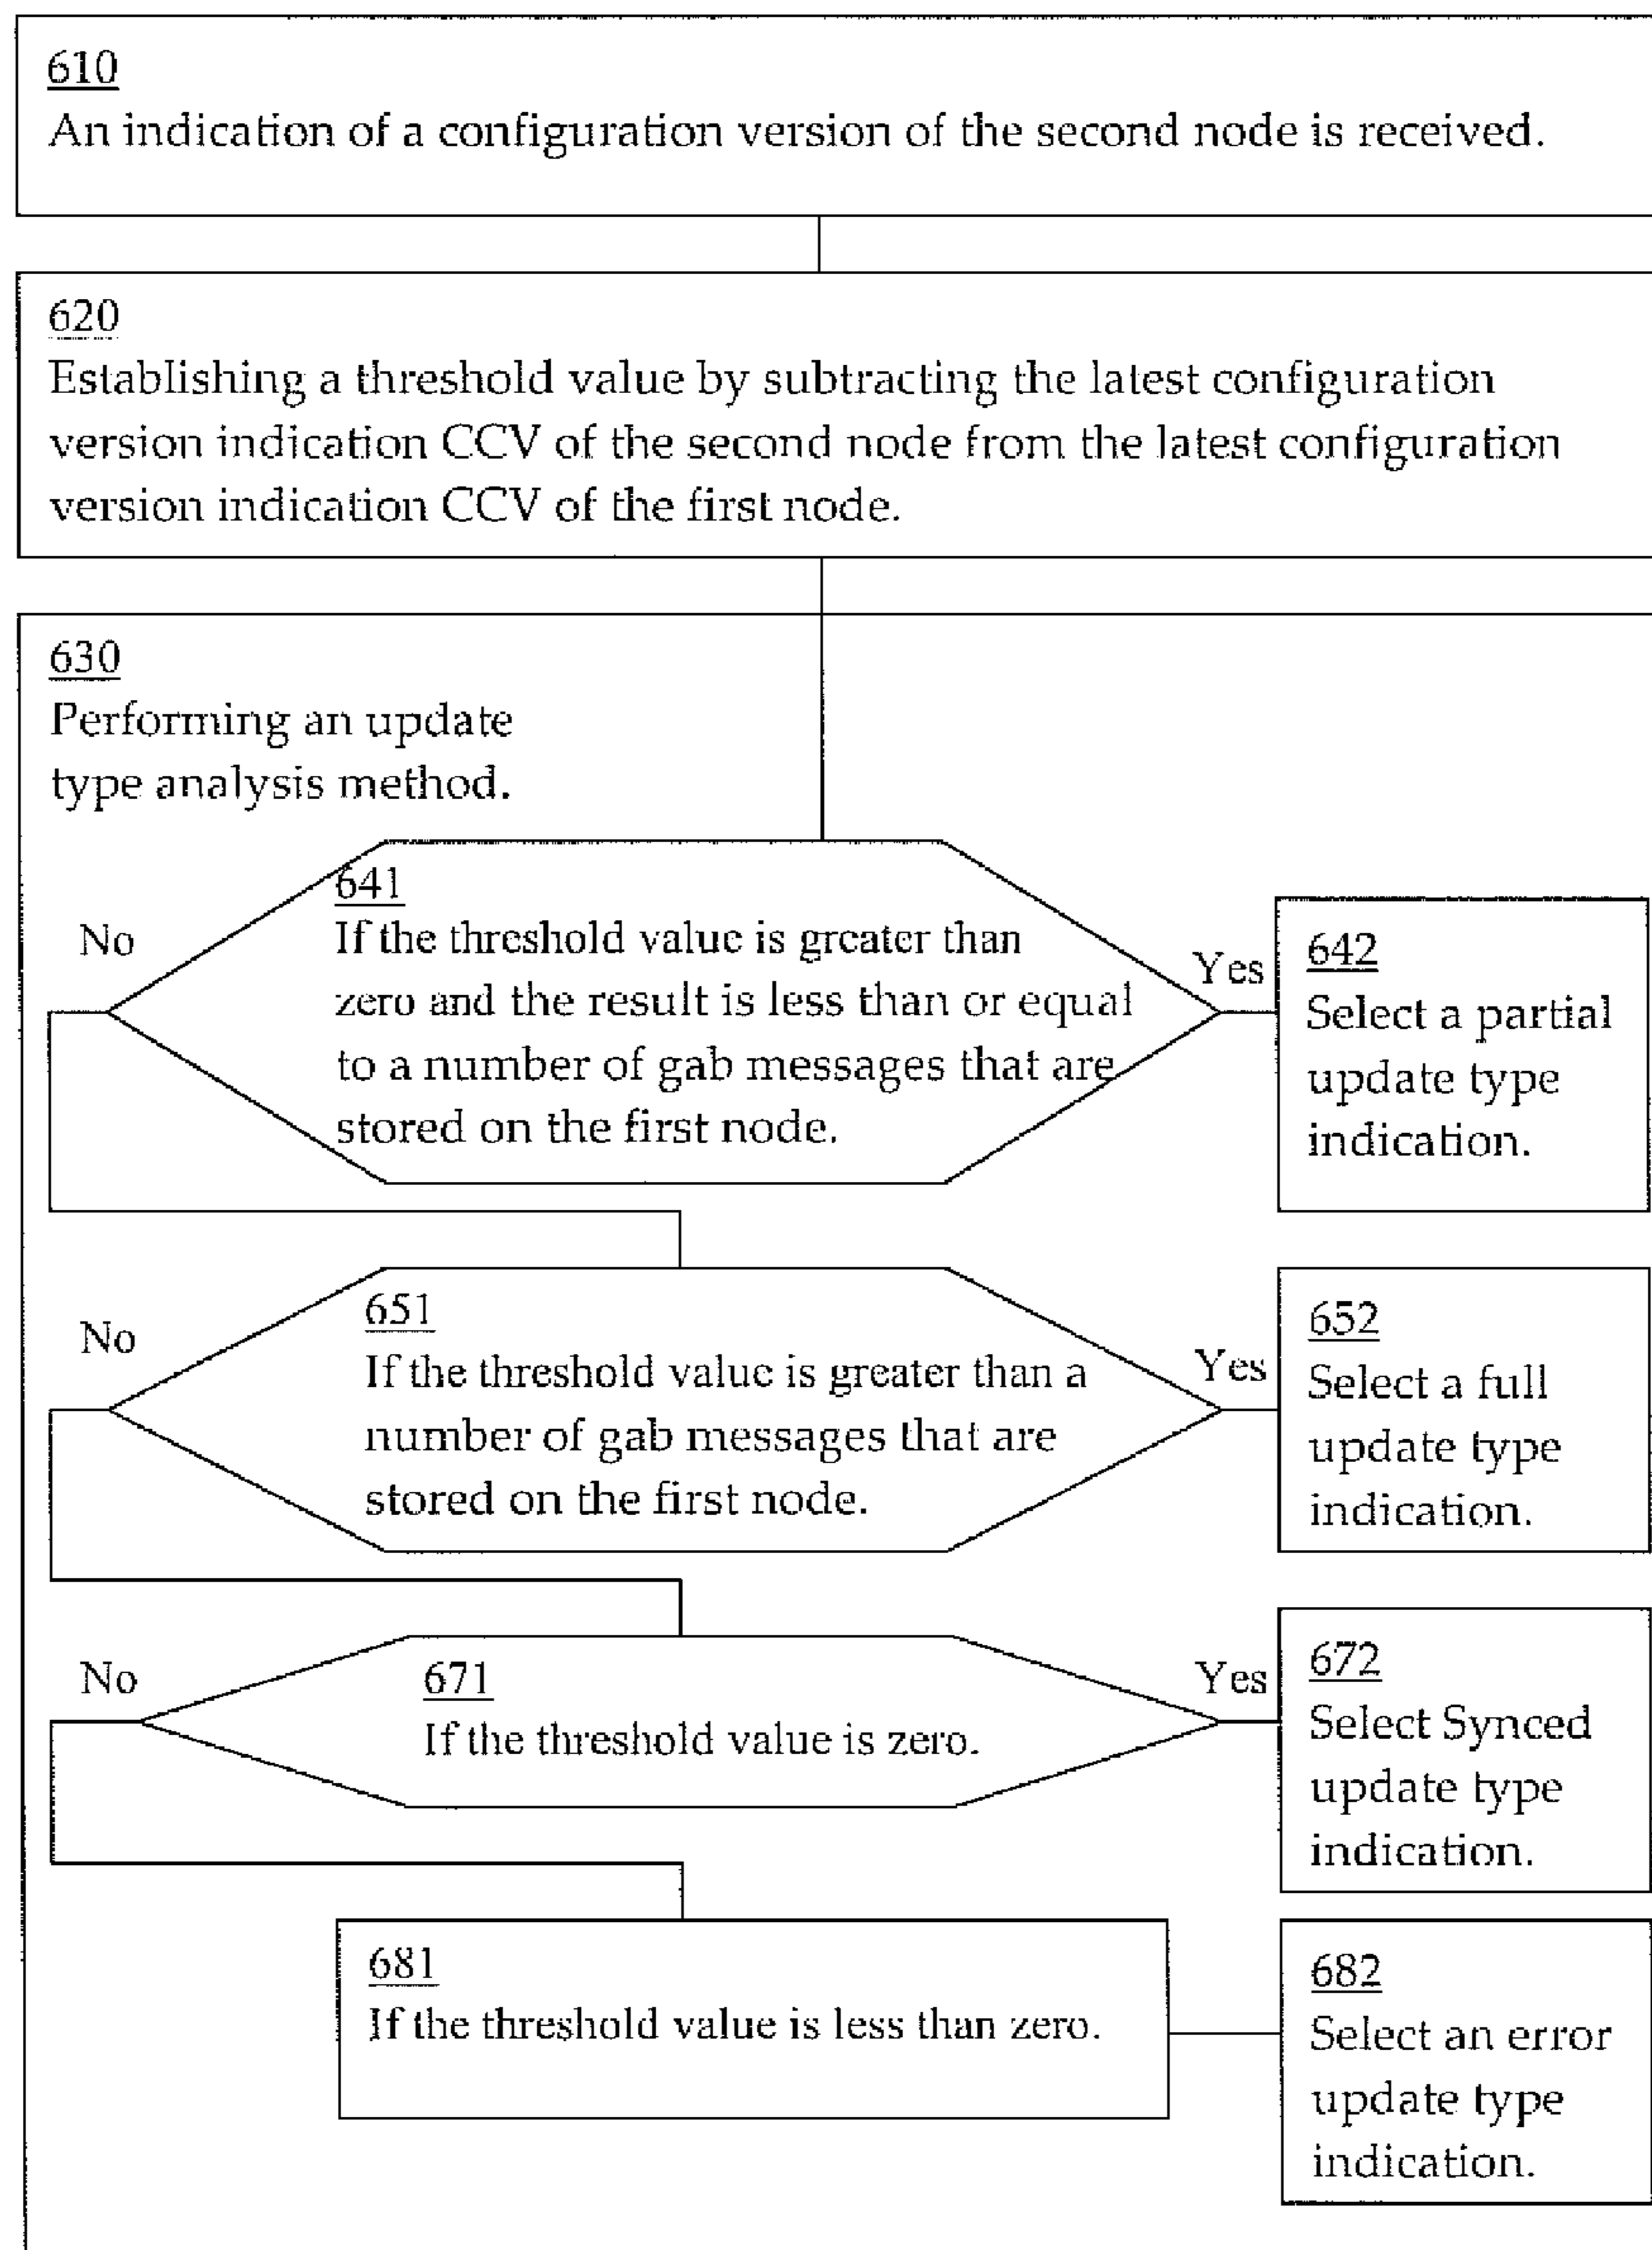 610
An indication of a configuration version of the second node is received.
620
Establishing a threshold value by subtracting the latest configuration
version indication CCV of the second node from the latest configuration
version indication CCV of the first node.
630
Performing an update
type analysis method.
641
If the threshold value is greater than
zero and the result is less than or equal
to a number of gab messages that are
stored on the first node.
No
Yes
642
Select a partial
update type
indication.
651
If the threshold value is greater than a
number of gab messages that are
stored on the first node.
No
Yes
652
Select a full
update type
indication.
671
If the threshold value is zero.
No
Yes
672
Select Synced
update type
indication.
681
If the threshold value is less than zero.
682
Select an error
update type
indication.